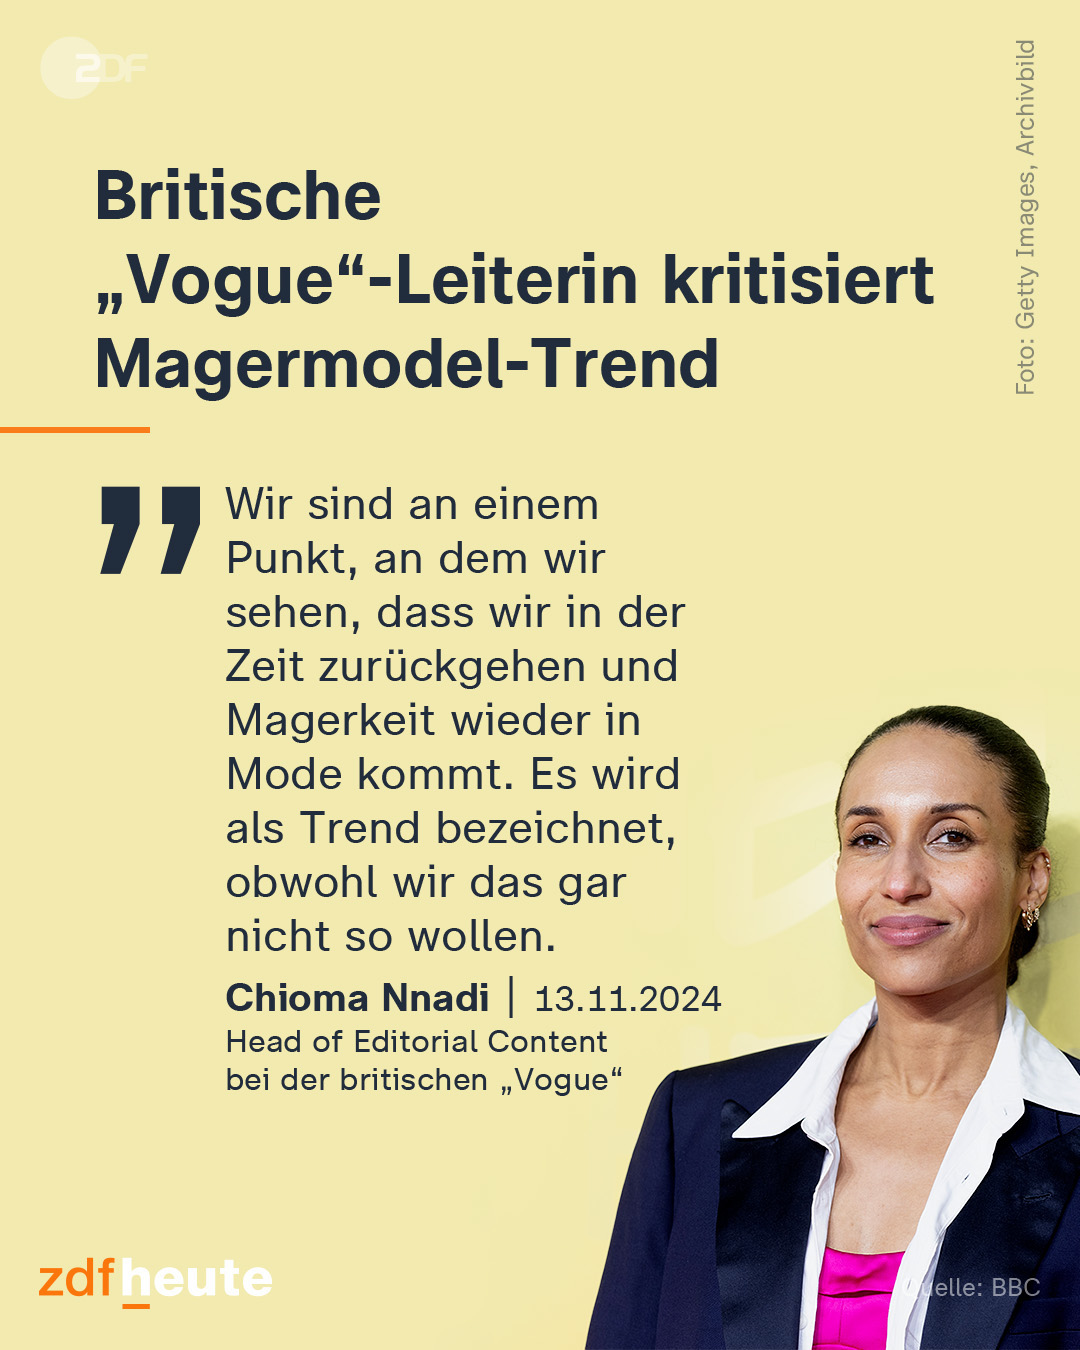 ZDF
Foto: Getty Images, Archivbild
Britische
„Vogue“-Leiterin kritisiert
Magermodel-Trend
”
Wir sind an einem
Punkt, an dem wir
sehen, dass wir in der
Zeit zurückgehen und
Magerkeit wieder in
Mode kommt. Es wird
als Trend bezeichnet,
obwohl wir das gar
nicht so wollen.
Chioma Nnadi | 13.11.2024
Head of Editorial Content
bei der britischen „Vogue“
zdfheute
Quelle: BBC